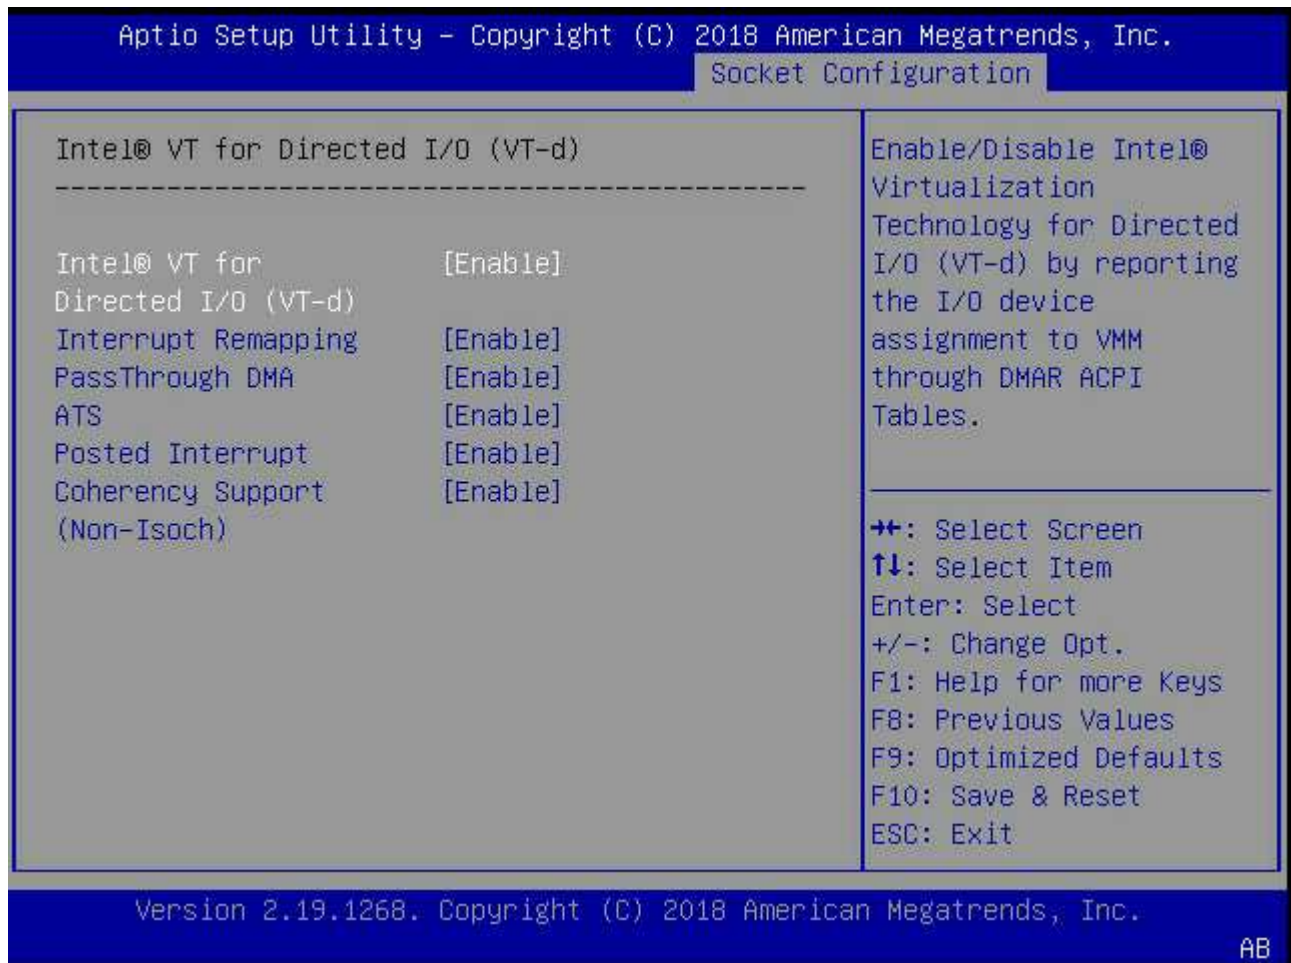 Aptio Setup Utility – Copyright (C) 2018 American Megatrends, Inc.
Socket Configuration
Intel® VT for Directed I/O (VT-d)
-----------------------------------------------
Intel® VT for [Enable]
Directed I/O (VT-d)
Interrupt Remapping [Enable]
PassThrough DMA [Enable]
ATS [Enable]
Posted Interrupt [Enable]
Coherency Support [Enable]
(Non-Isoch)
Enable/Disable Intel®
Virtualization
Technology for Directed
I/O (VT-d) by reporting
the I/O device
assignment to VMM
through DMAR ACPI
Tables.
→←: Select Screen
↑↓: Select Item
Enter: Select
+/-: Change Opt.
F1: Help for more Keys
F8: Previous Values
F9: Optimized Defaults
F10: Save & Reset
ESC: Exit
Version 2.19.1268. Copyright (C) 2018 American Megatrends, Inc.
AB